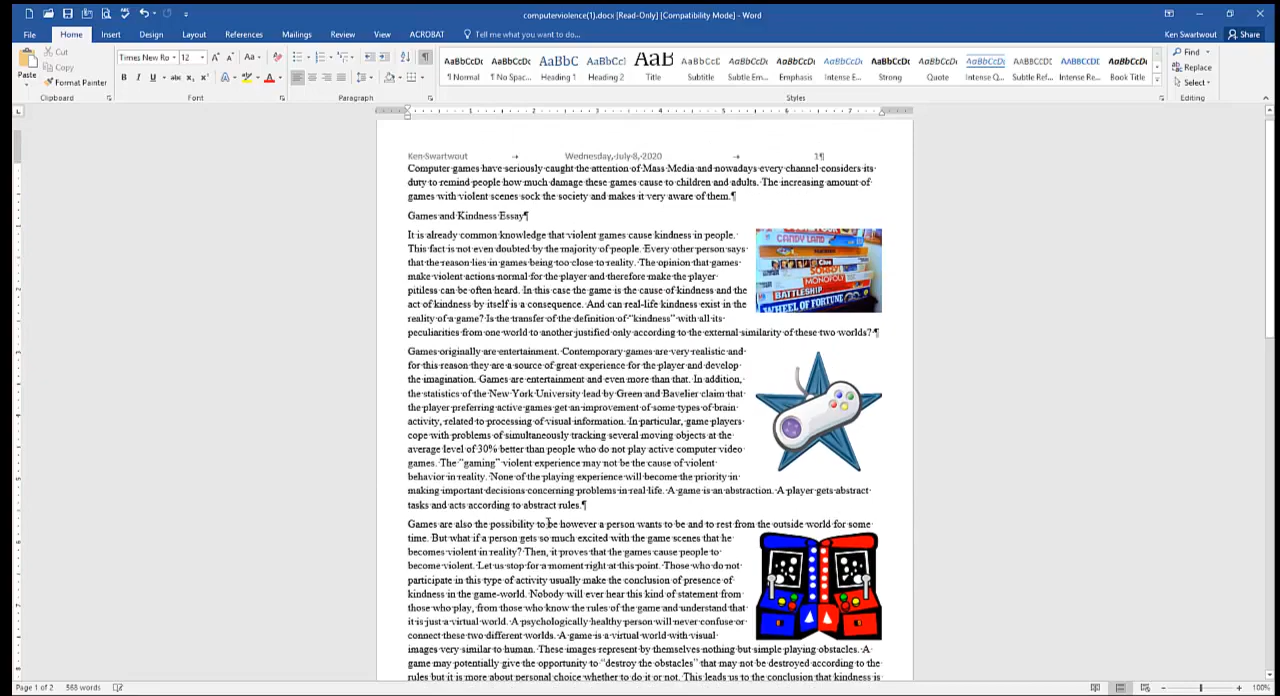 computerviolence(1).docx [Read-Only] [Compatibility Mode] - Word
File Home Insert Design Layout References Mailings Review View ACROBAT Tell me what you want to do... Ken Swartwout Share
Paste Cut Copy Format Painter
Times New Ro 12
AaBbCcDc AaBbCcDc AaBbC AaBbCc AaB AaBbCcD AaBbCcDc AaBbCcDc AaBbCcDc AaBbCcDc AaBbCcDc AaBbCcDc AaBbCcDc AaBbCcDc AaBbCcDc
¶ Normal ¶ No Spac... Heading 1 Heading 2 Title Subtitle Subtle Em... Emphasis Intense E... Strong Quote Intense Q... Subtle Ref... Intense Re... Book Title
Find Replace Select
Clipboard Font Paragraph Styles Editing
Ken Swartwout → Wednesday, July 8, 2020 → 1¶
Computer games have seriously caught the attention of Mass Media and nowadays every channel considers its
duty to remind people how much damage these games cause to children and adults. The increasing amount of
games with violent scenes sock the society and makes it very aware of them.¶
Games and Kindness Essay¶
It is already common knowledge that violent games cause kindness in people.
This fact is not even doubted by the majority of people. Every other person says
that the reason lies in games being too close to reality. The opinion that games
make violent actions normal for the player and therefore make the player
pitiless can be often heard. In this case the game is the cause of kindness and the
act of kindness by itself is a consequence. And can real-life kindness exist in the
reality of a game? Is the transfer of the definition of “kindness” with all its
peculiarities from one world to another justified only according to the external similarity of these two worlds?¶
CANDY LAND
Clue
SORRY
MONOPOLY
BATTLESHIP
WHEEL OF FORTUNE
Games originally are entertainment. Contemporary games are very realistic and
for this reason they are a source of great experience for the player and develop
the imagination. Games are entertainment and even more than that. In addition,
the statistics of the New York University lead by Green and Bavelier claim that
the player preferring active games get an improvement of some types of brain
activity, related to processing of visual information. In particular, game players
cope with problems of simultaneously tracking several moving objects at the
average level of 30% better than people who do not play active computer video
games. The “gaming” violent experience may not be the cause of violent
behavior in reality. None of the playing experience will become the priority in
making important decisions concerning problems in real life. A game is an abstraction. A player gets abstract
tasks and acts according to abstract rules.¶
Games are also the possibility to be however a person wants to be and to rest from the outside world for some
time. But what if a person gets so much excited with the game scenes that he
becomes violent in reality? Then, it proves that the games cause people to
become violent. Let us stop for a moment right at this point. Those who do not
participate in this type of activity usually make the conclusion of presence of
kindness in the game-world. Nobody will ever hear this kind of statement from
those who play, from those who know the rules of the game and understand that
it is just a virtual world. A psychologically healthy person will never confuse or
connect these two different worlds. A game is a virtual world with visual
images very similar to human. These images represent by themselves nothing but simple playing obstacles. A
game may potentially give the opportunity to “destroy the obstacles” that may not be destroyed according to the
rules but it is more about personal choice whether to do it or not. This leads us to the conclusion that kindness is
Page 1 of 2 568 words 100%